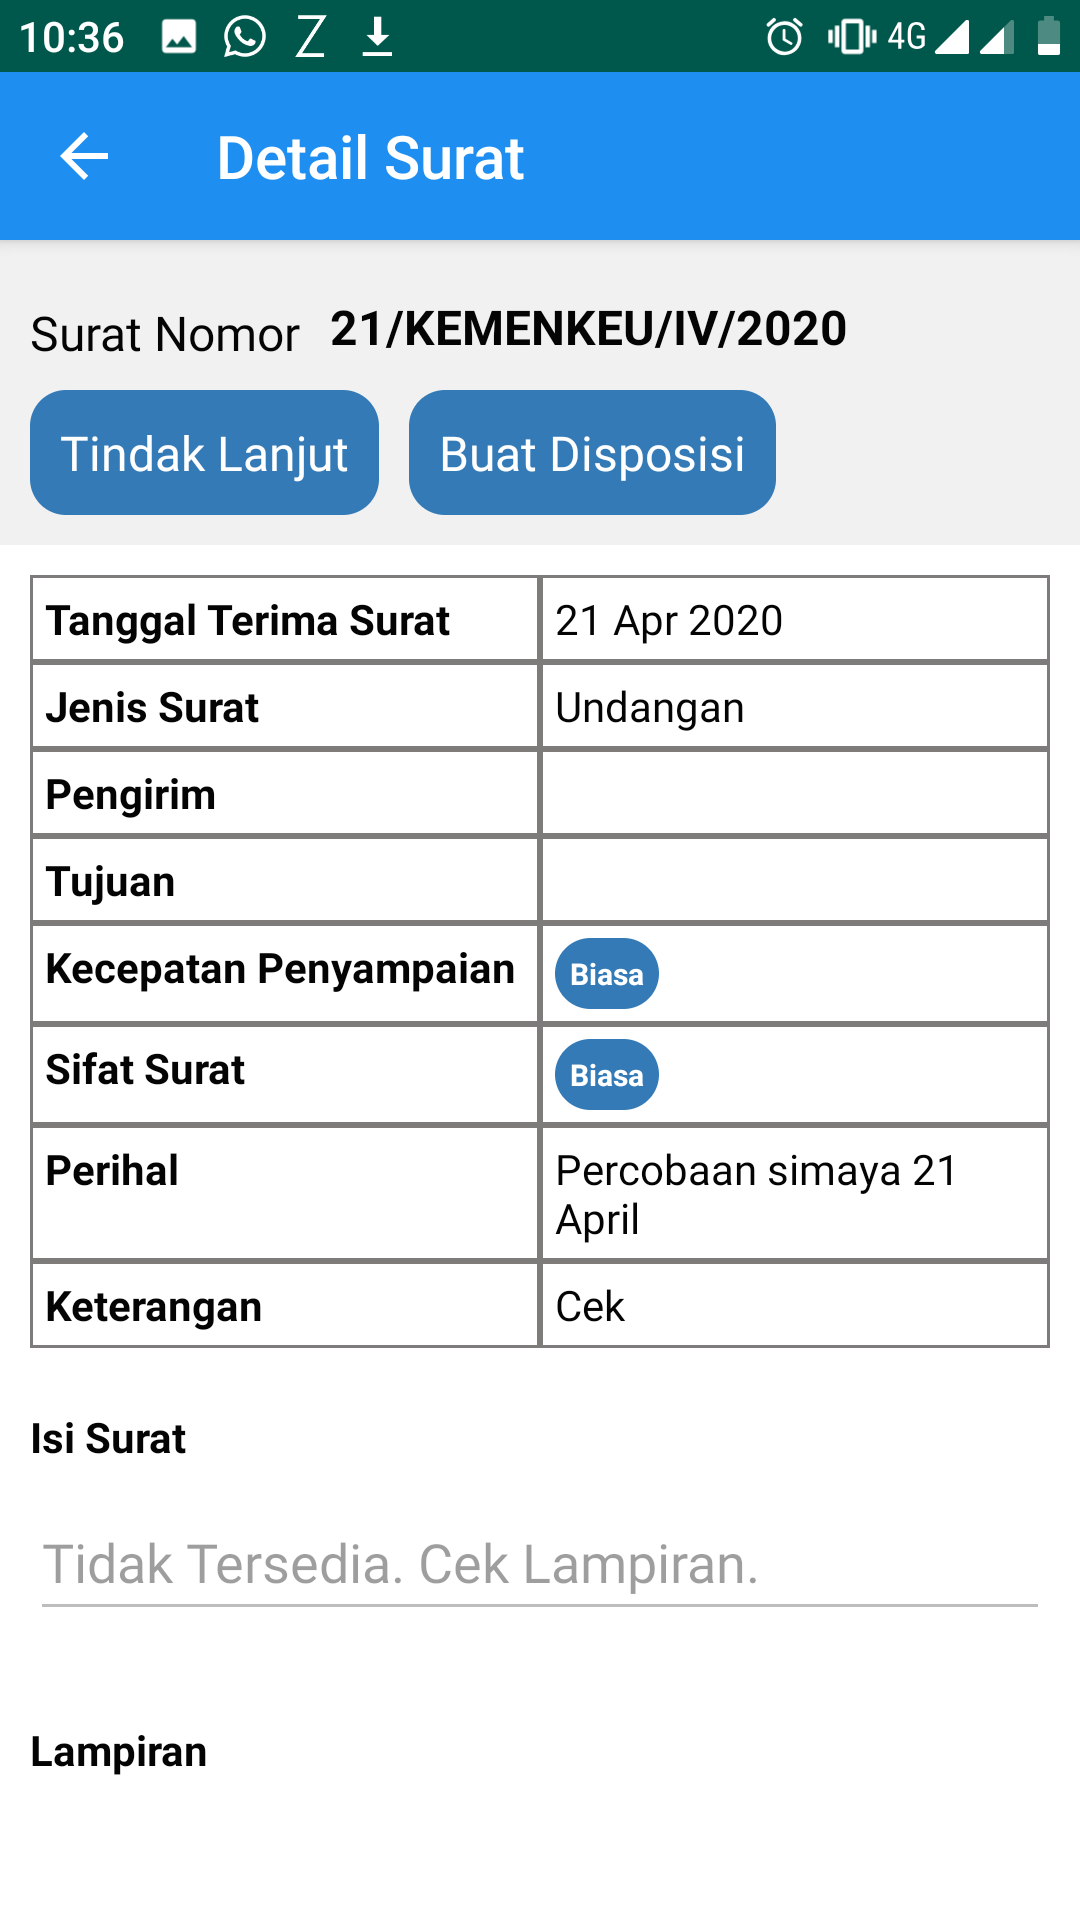 10:36 4G
Detail Surat
Surat Nomor 21/KEMENKEU/IV/2020
Tindak Lanjut Buat Disposisi
Tanggal Terima Surat 21 Apr 2020
Jenis Surat Undangan
Pengirim
Tujuan
Kecepatan Penyampaian Biasa
Sifat Surat Biasa
Perihal Percobaan simaya 21
April
Keterangan Cek
Isi Surat
Tidak Tersedia. Cek Lampiran.
Lampiran